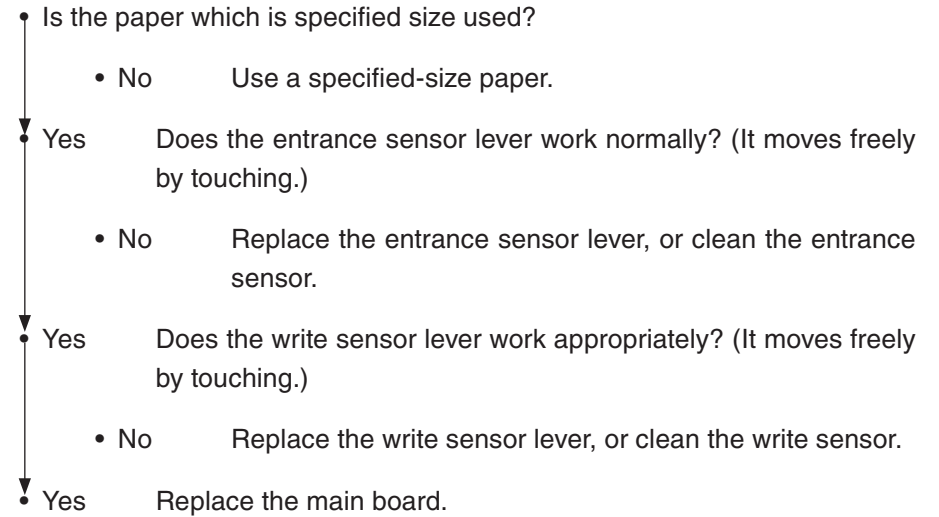 • Is the paper which is specified size used?
• No Use a specified-size paper.
• Yes Does the entrance sensor lever work normally? (It moves freely
by touching.)
• No Replace the entrance sensor lever, or clean the entrance
sensor.
• Yes Does the write sensor lever work appropriately? (It moves freely
by touching.)
• No Replace the write sensor lever, or clean the write sensor.
• Yes Replace the main board.